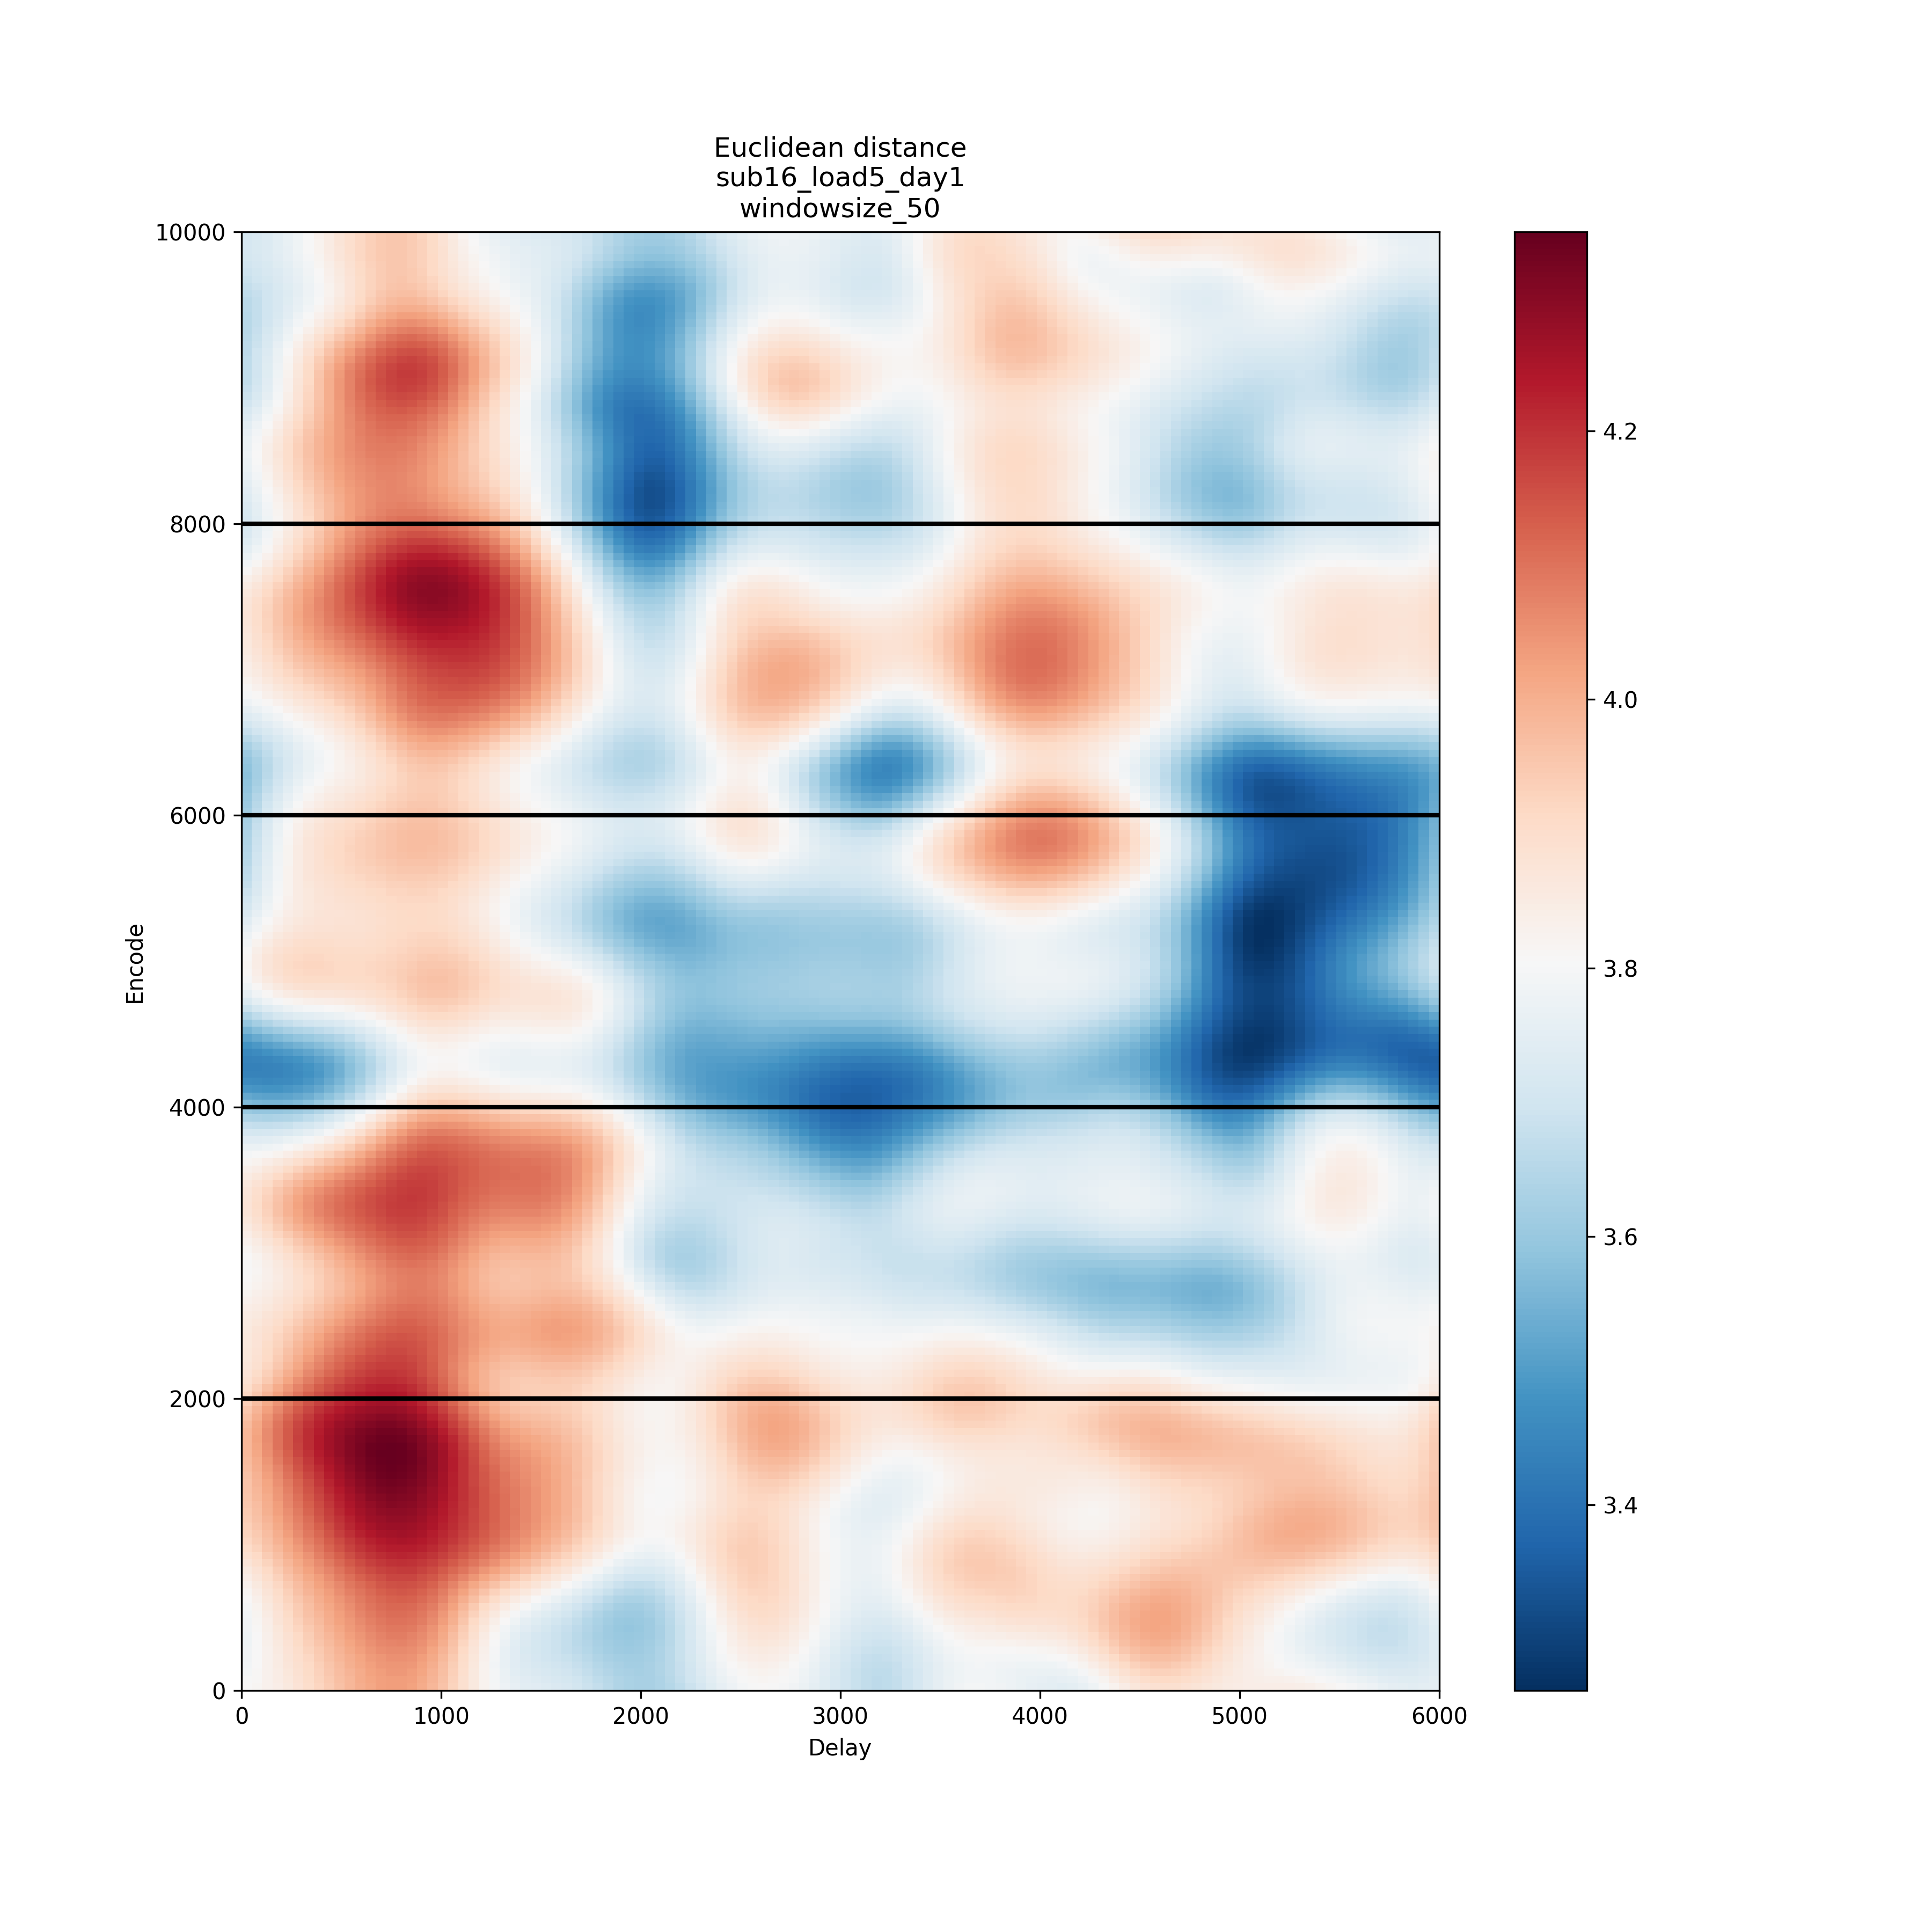 Euclidean distance
sub16_load5_day1
windowsize_50
10000
8000
6000
4000
2000
0
Encode
0 1000 2000 3000 4000 5000 6000
Delay
4.2
4.0
3.8
3.6
3.4